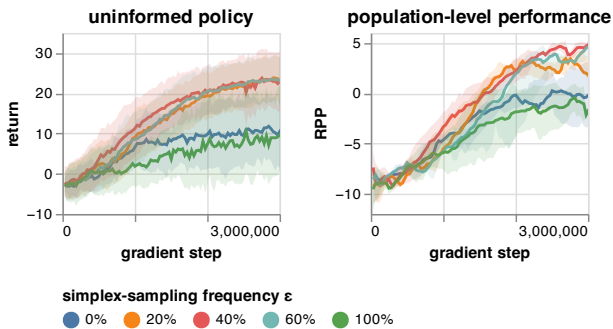 uninformed policy
30
20
10
0
−10
return
0
3,000,000
gradient step
population-level performance
5
0
−5
−10
RPP
0
3,000,000
gradient step
simplex-sampling frequency ε
0% 20% 40% 60% 100%